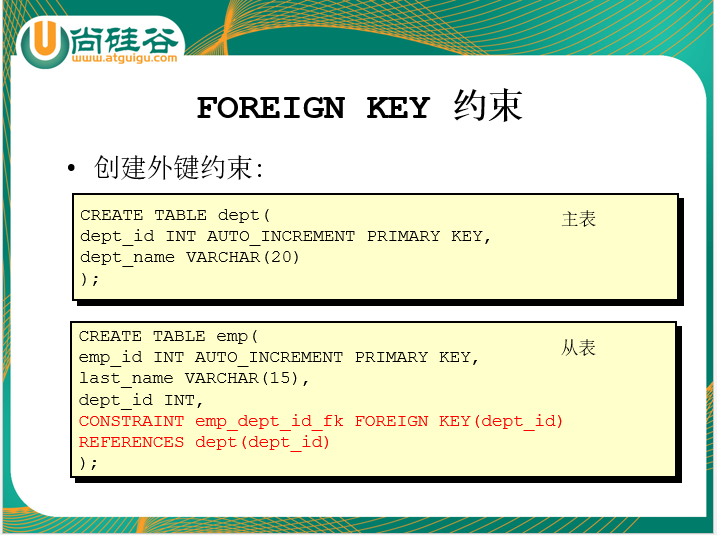 尚硅谷
www.atguigu.com
FOREIGN KEY 约束
• 创建外键约束:
CREATE TABLE dept( 主表
dept_id INT AUTO_INCREMENT PRIMARY KEY,
dept_name VARCHAR(20)
);
CREATE TABLE emp(
emp_id INT AUTO_INCREMENT PRIMARY KEY, 从表
last_name VARCHAR(15),
dept_id INT,
CONSTRAINT emp_dept_id_fk FOREIGN KEY(dept_id)
REFERENCES dept(dept_id)
);